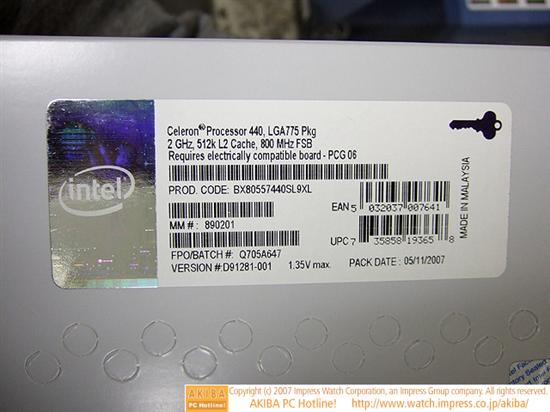 Celeron® Processor 440, LGA775 Pkg
2 GHz, 512k L2 Cache, 800 MHz FSB
Requires electrically compatible board - PCG 06
intel
PROD. CODE: BX80557440SL9XL
MM #: 890201
FPO/BATCH #: Q705A647
VERSION #: D91281-001 1.35V max.
EAN 5 032037 007641
UPC 7 35858 19365 8
PACK DATE: 05/11/2007
MADE IN MALAYSIA
AKIBA PC Hotline!
Copyright (c) 2007 Impress Watch Corporation, an Impress Group company. All rights reserved.
AKIBA PC Hotline! http://www.watch.impress.co.jp/akiba/